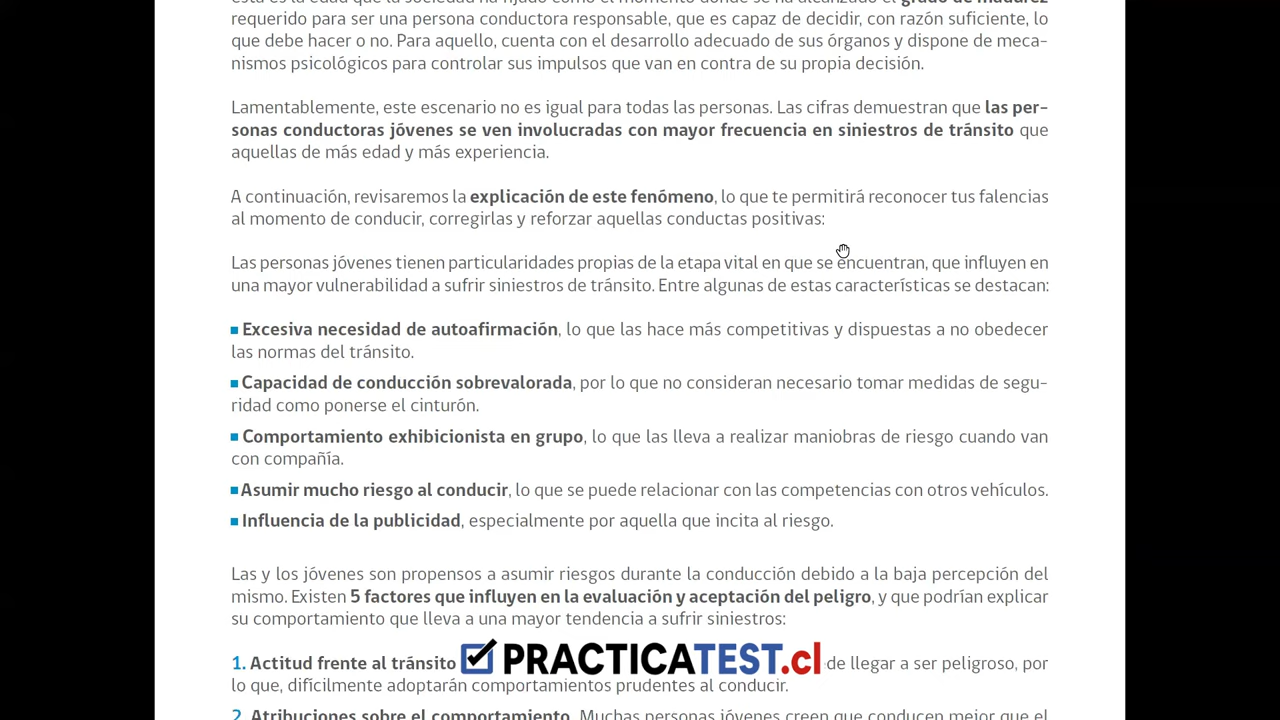 requerido para ser una persona conductora responsable, que es capaz de decidir, con razón suficiente, lo
que debe hacer o no. Para aquello, cuenta con el desarrollo adecuado de sus órganos y dispone de meca-
nismos psicológicos para controlar sus impulsos que van en contra de su propia decisión.
Lamentablemente, este escenario no es igual para todas las personas. Las cifras demuestran que las per-
sonas conductoras jóvenes se ven involucradas con mayor frecuencia en siniestros de tránsito que
aquellas de más edad y más experiencia.
A continuación, revisaremos la explicación de este fenómeno, lo que te permitirá reconocer tus falencias
al momento de conducir, corregirlas y reforzar aquellas conductas positivas:
Las personas jóvenes tienen particularidades propias de la etapa vital en que se encuentran, que influyen en
una mayor vulnerabilidad a sufrir siniestros de tránsito. Entre algunas de estas características se destacan:
Excesiva necesidad de autoafirmación, lo que las hace más competitivas y dispuestas a no obedecer
las normas del tránsito.
Capacidad de conducción sobrevalorada, por lo que no consideran necesario tomar medidas de segu-
ridad como ponerse el cinturón.
Comportamiento exhibicionista en grupo, lo que las lleva a realizar maniobras de riesgo cuando van
con compañía.
Asumir mucho riesgo al conducir, lo que se puede relacionar con las competencias con otros vehículos.
Influencia de la publicidad, especialmente por aquella que incita al riesgo.
Las y los jóvenes son propensos a asumir riesgos durante la conducción debido a la baja percepción del
mismo. Existen 5 factores que influyen en la evaluación y aceptación del peligro, y que podrían explicar
su comportamiento que lleva a una mayor tendencia a sufrir siniestros:
1. Actitud frente al tránsito PRACTICATEST.cl de llegar a ser peligroso, por
lo que, difícilmente adoptarán comportamientos prudentes al conducir.
2. Atribuciones sobre el comportamiento. Muchas personas jóvenes creen que conducen mejor que el